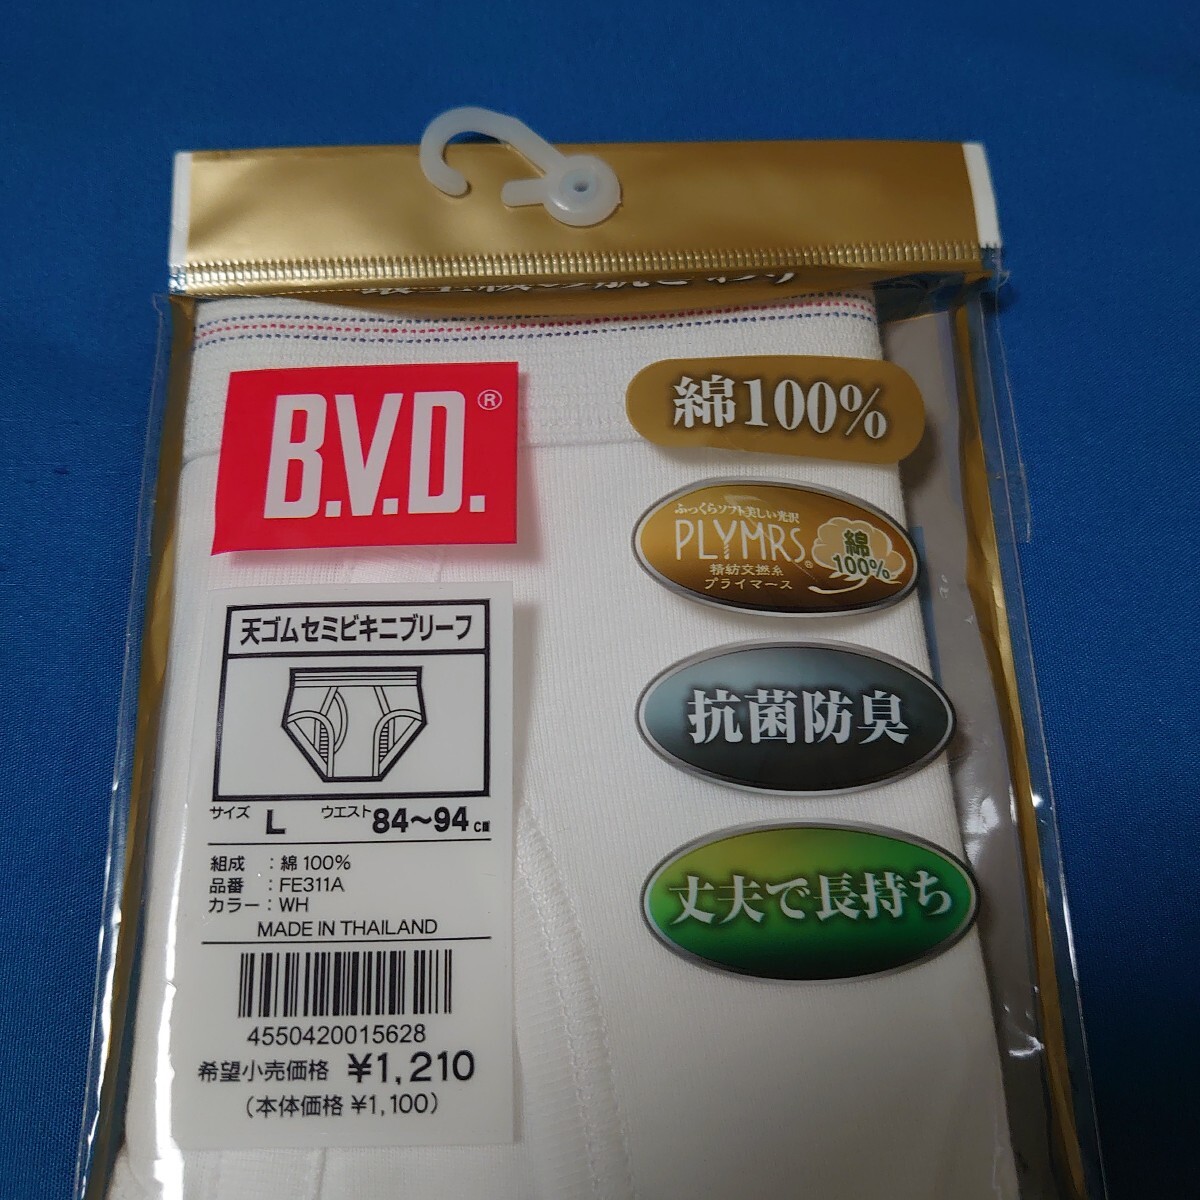 B.V.D.®
綿100%
ふっくらソフト美しい光沢
PLYMRS®
精紡交撚糸
プライマース
綿
100%
抗菌防臭
丈夫で長持ち
天ゴムセミビキニブリーフ
サイズ L ウエスト 84〜94cm
組成 : 綿100%
品番 : FE311A
カラー : WH
MADE IN THAILAND
4550420015628
希望小売価格 ¥1,210
(本体価格 ¥1,100)